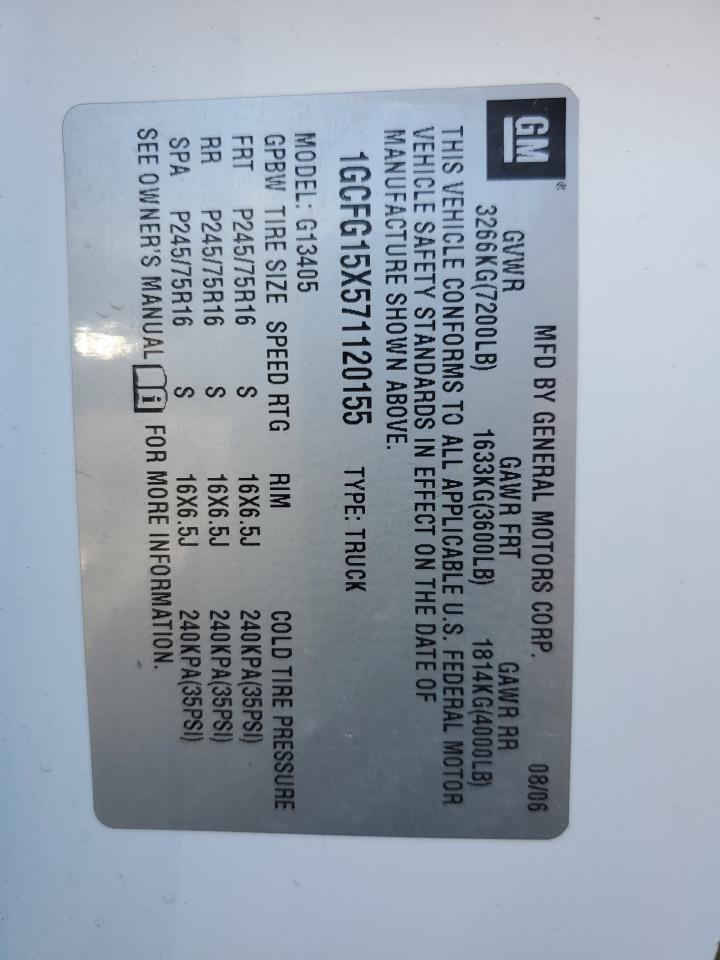 GM®
MFD BY GENERAL MOTORS CORP. 08/06
GVWR GAWR FRT GAWR RR
3266KG(7200LB) 1633KG(3600LB) 1814KG(4000LB)
THIS VEHICLE CONFORMS TO ALL APPLICABLE U.S. FEDERAL MOTOR
VEHICLE SAFETY STANDARDS IN EFFECT ON THE DATE OF
MANUFACTURE SHOWN ABOVE.
1GCFG15X571120155 TYPE: TRUCK
MODEL: G13405
GPBW TIRE SIZE SPEED RTG RIM COLD TIRE PRESSURE
FRT P245/75R16 S 16X6.5J 240KPA(35PSI)
RR P245/75R16 S 16X6.5J 240KPA(35PSI)
SPA P245/75R16 S 16X6.5J 240KPA(35PSI)
SEE OWNER'S MANUAL i FOR MORE INFORMATION.